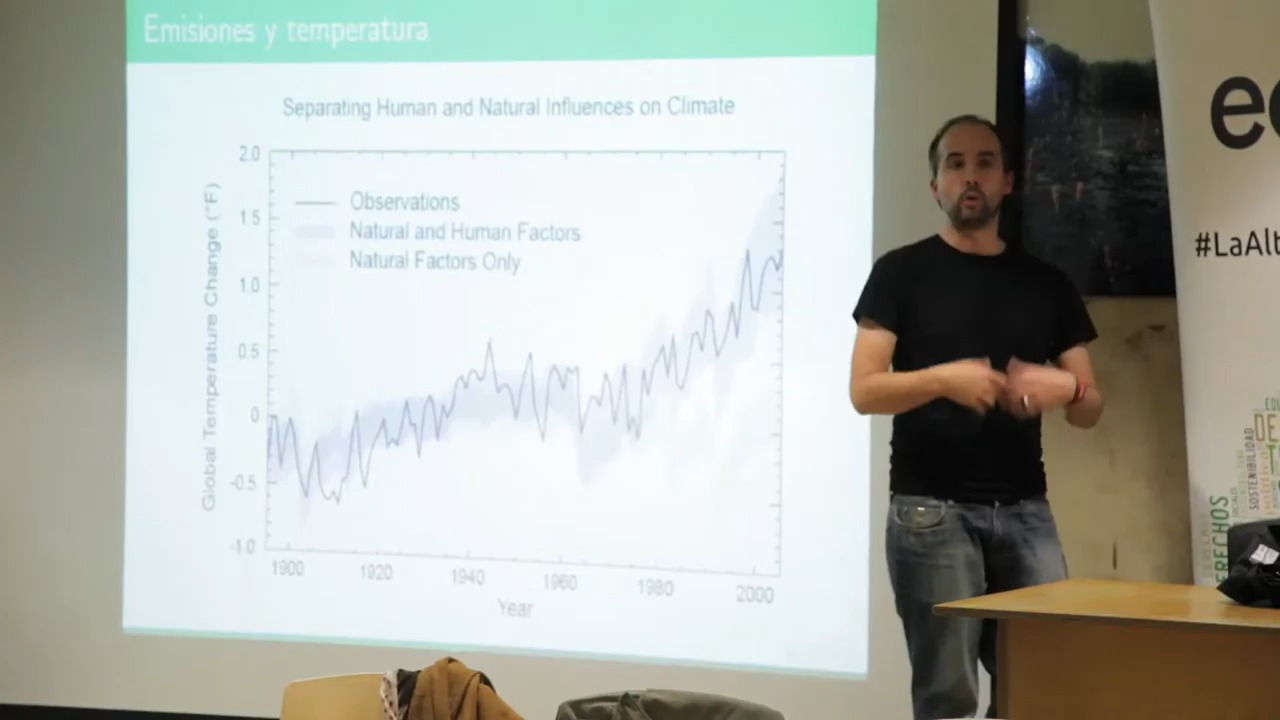 Emisiones y temperatura
Separating Human and Natural Influences on Climate
Global Temperature Change (°F)
2.0
1.5
1.0
0.5
0
-0.5
-1.0
Observations
Natural and Human Factors
Natural Factors Only
1900 1920 1940 1960 1980 2000
Year
#LaAlt
SOSTENIBILIDAD
DE